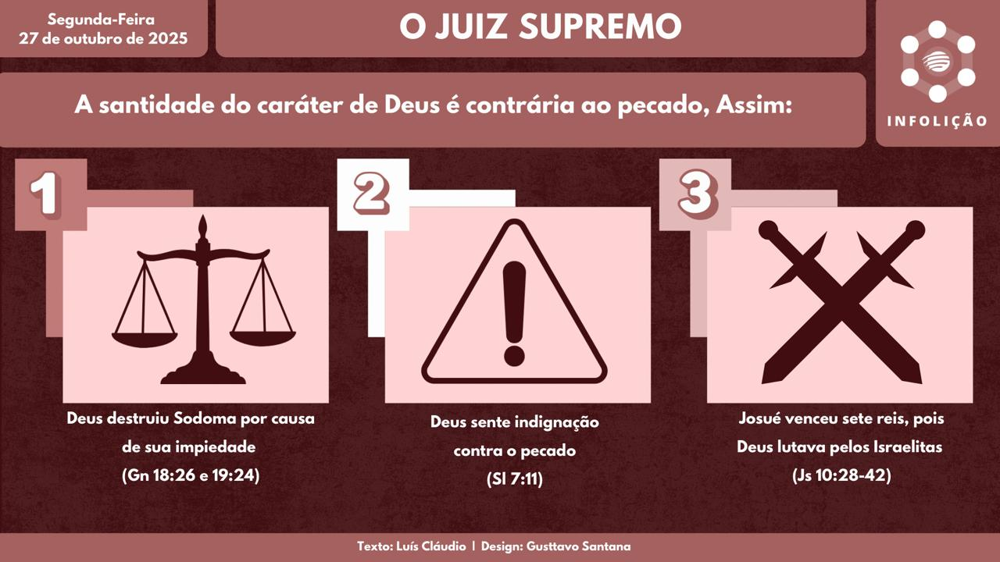 Segunda-Feira
27 de outubro de 2025
O JUIZ SUPREMO
INFOLIÇÃO
A santidade do caráter de Deus é contrária ao pecado, Assim:
1
Deus destruiu Sodoma por causa
de sua impiedade
(Gn 18:26 e 19:24)
2
Deus sente indignação
contra o pecado
(Sl 7:11)
3
Josué venceu sete reis, pois
Deus lutava pelos Israelitas
(Js 10:28-42)
Texto: Luís Cláudio | Design: Gusttavo Santana